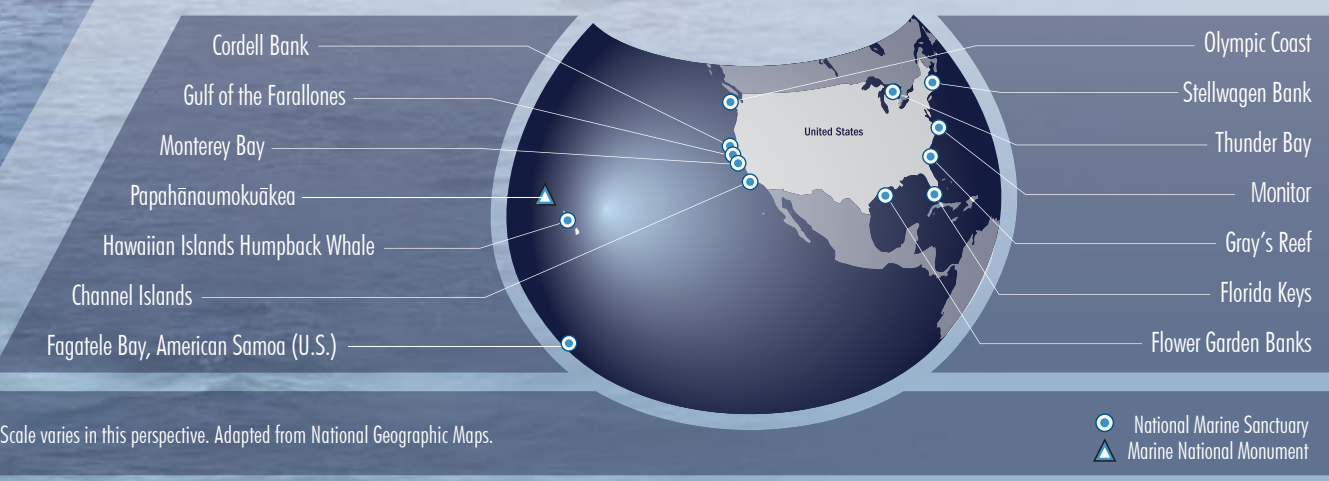 Cordell Bank
Gulf of the Farallones
Monterey Bay
Papahānaumokuākea
Hawaiian Islands Humpback Whale
Channel Islands
Fagatele Bay, American Samoa (U.S.)
United States
Olympic Coast
Stellwagen Bank
Thunder Bay
Monitor
Gray's Reef
Florida Keys
Flower Garden Banks
Scale varies in this perspective. Adapted from National Geographic Maps.
National Marine Sanctuary
Marine National Monument